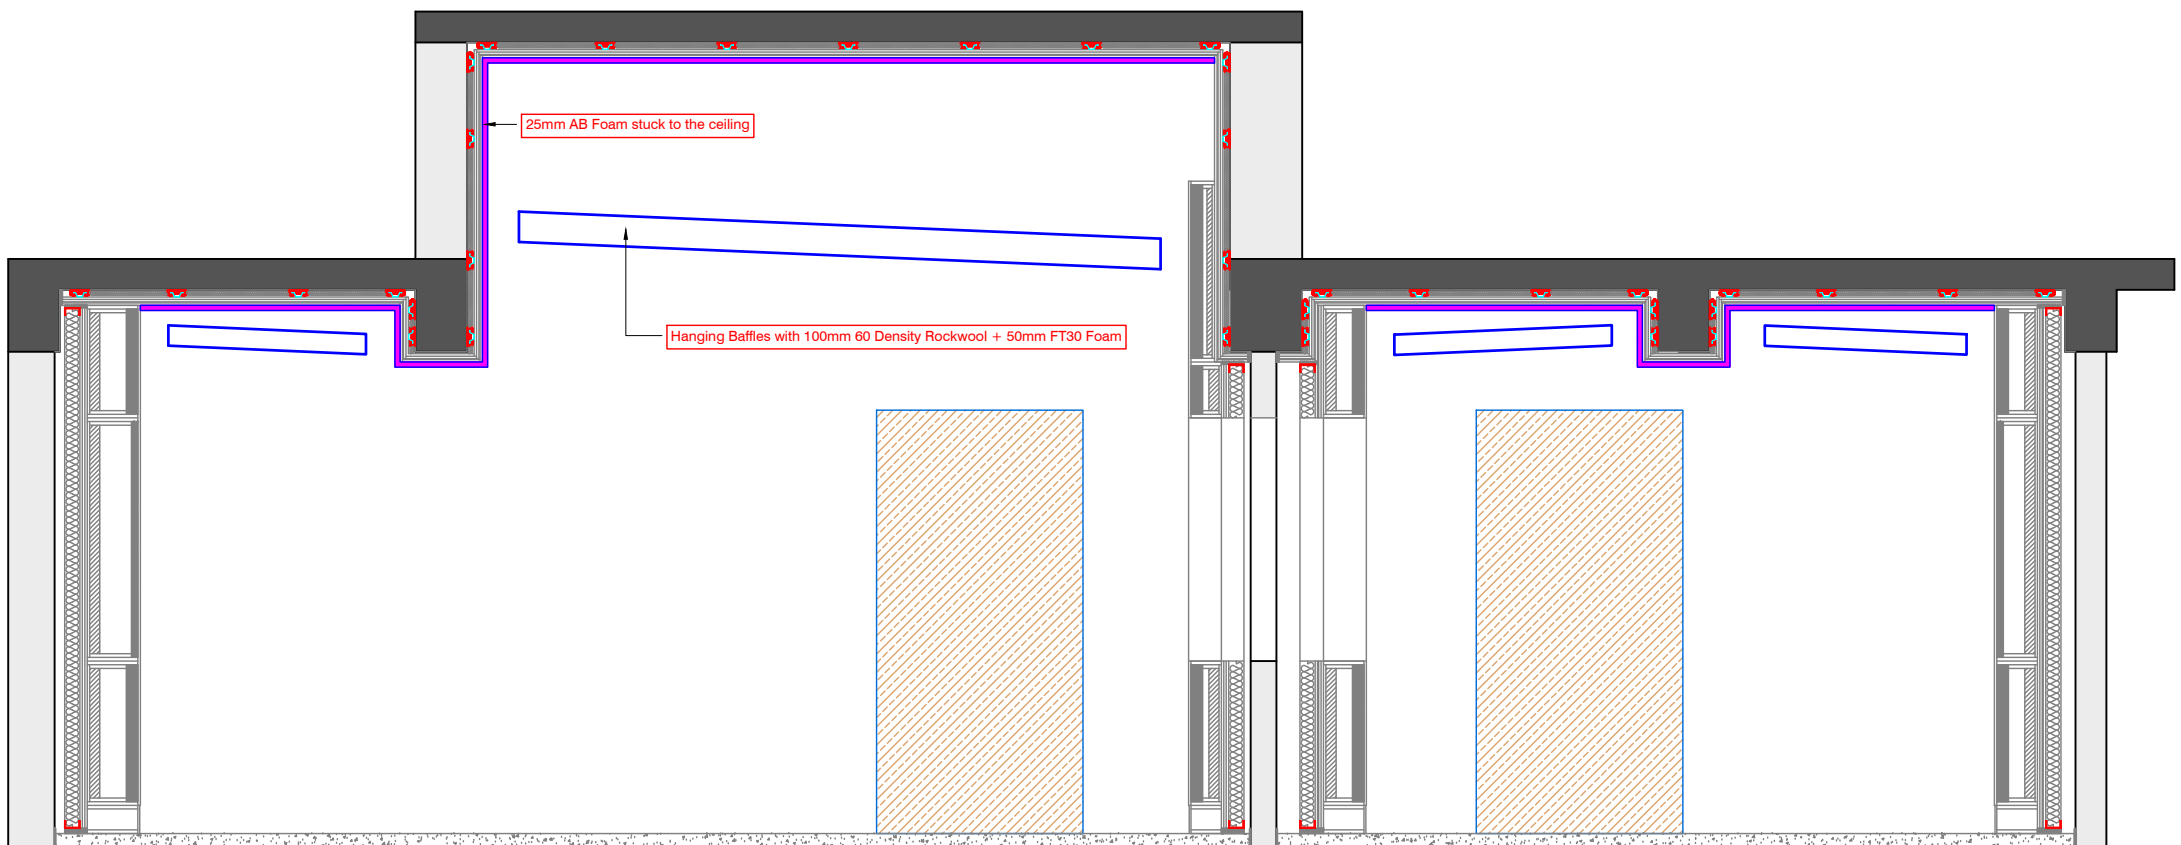 25mm AB Foam stuck to the ceiling
Hanging Baffles with 100mm 60 Density Rockwool + 50mm FT30 Foam